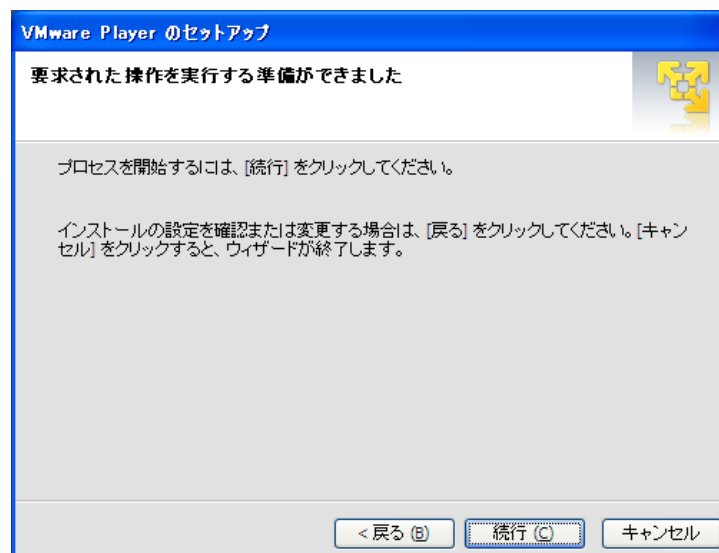 VMware Player のセットアップ
要求された操作を実行する準備ができました
プロセスを開始するには、[続行] をクリックしてください。
インストールの設定を確認または変更する場合は、[戻る] をクリックしてください。[キャン
セル] をクリックすると、ウィザードが終了します。
< 戻る (B)
続行 (C)
キャンセル